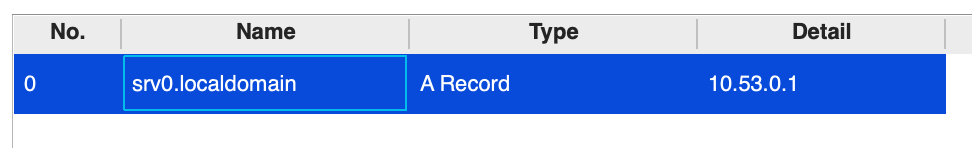 No. Name Type Detail
0 srv0.localdomain A Record 10.53.0.1